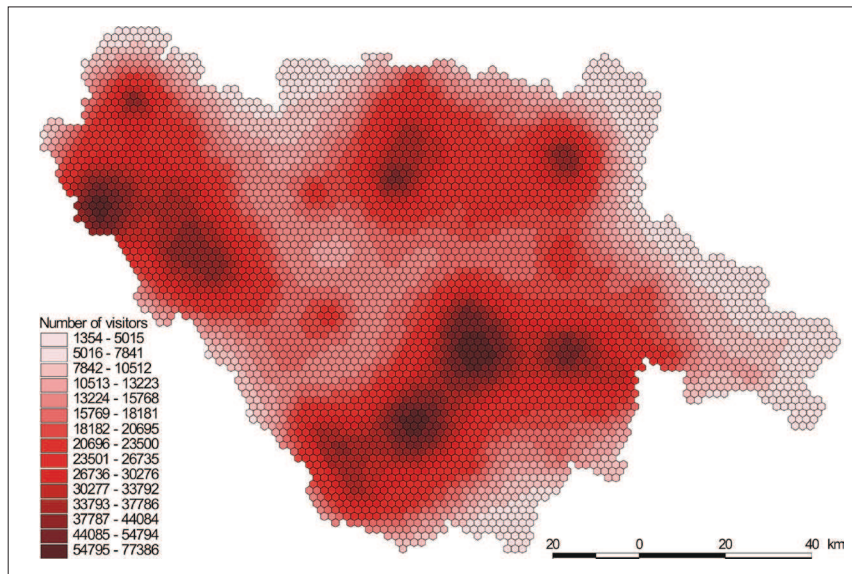 Number of visitors
1354 - 5015
5016 - 7841
7842 - 10512
10513 - 13223
13224 - 15768
15769 - 18181
18182 - 20695
20696 - 23500
23501 - 26735
26736 - 30276
30277 - 33792
33793 - 37786
37787 - 44084
44085 - 54794
54795 - 77386
20 0 20 40 km